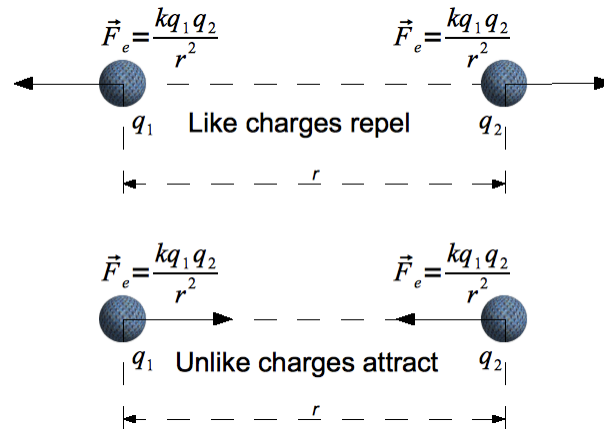 F⃗ₑ = kq₁q₂/r² F⃗ₑ = kq₁q₂/r²
q₁ Like charges repel q₂
r
F⃗ₑ = kq₁q₂/r² F⃗ₑ = kq₁q₂/r²
q₁ Unlike charges attract q₂
r